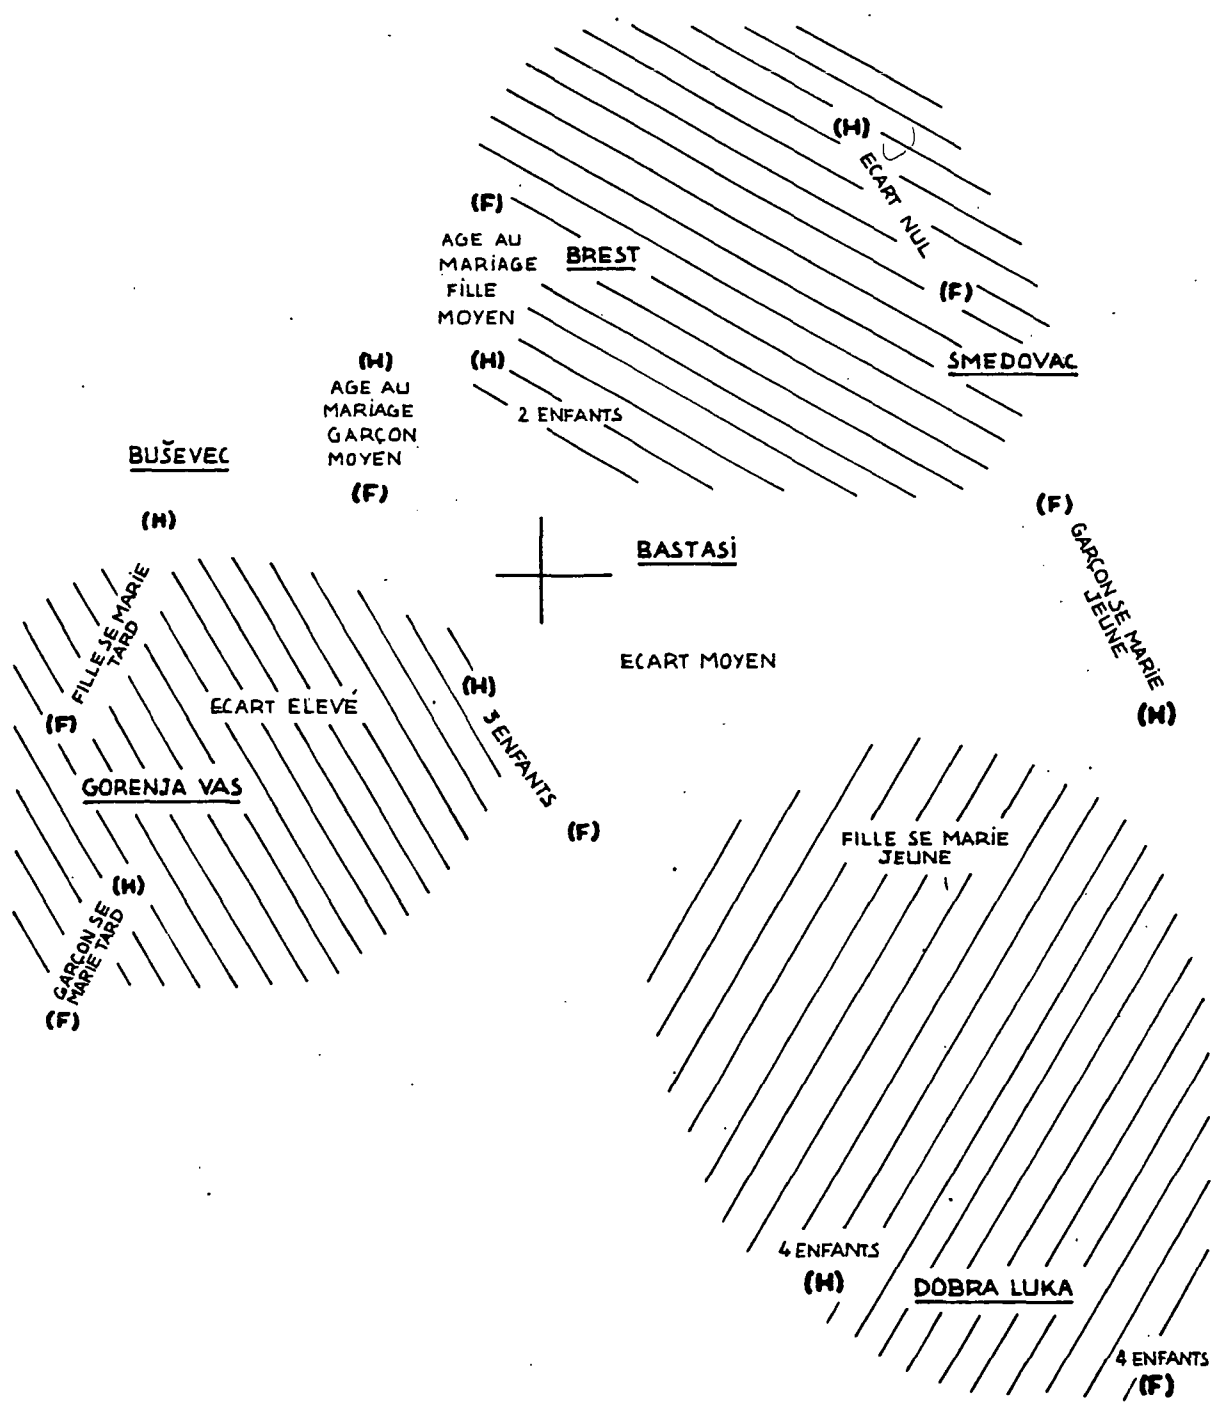 (H)
ECART NUL
(F)
SMEDOVAC
(F)
AGE AU
MARIAGE
FILLE
MOYEN
(H)
BREST
2 ENFANTS
(H)
AGE AU
MARIAGE
GARÇON
MOYEN
(F)
BUŠEVEC
(H)
FILLE SE MARIE
TARD
(F)
BASTASI
ECART MOYEN
(F)
GARÇON SE MARIE
JEUNE
(H)
ECART ELEVÉ
(H)
3 ENFANTS
(F)
GORENJA VAS
(H)
GARÇON SE
MARIE TARD
(F)
FILLE SE MARIE
JEUNE
4 ENFANTS
(H)
DOBRA LUKA
4 ENFANTS
(F)